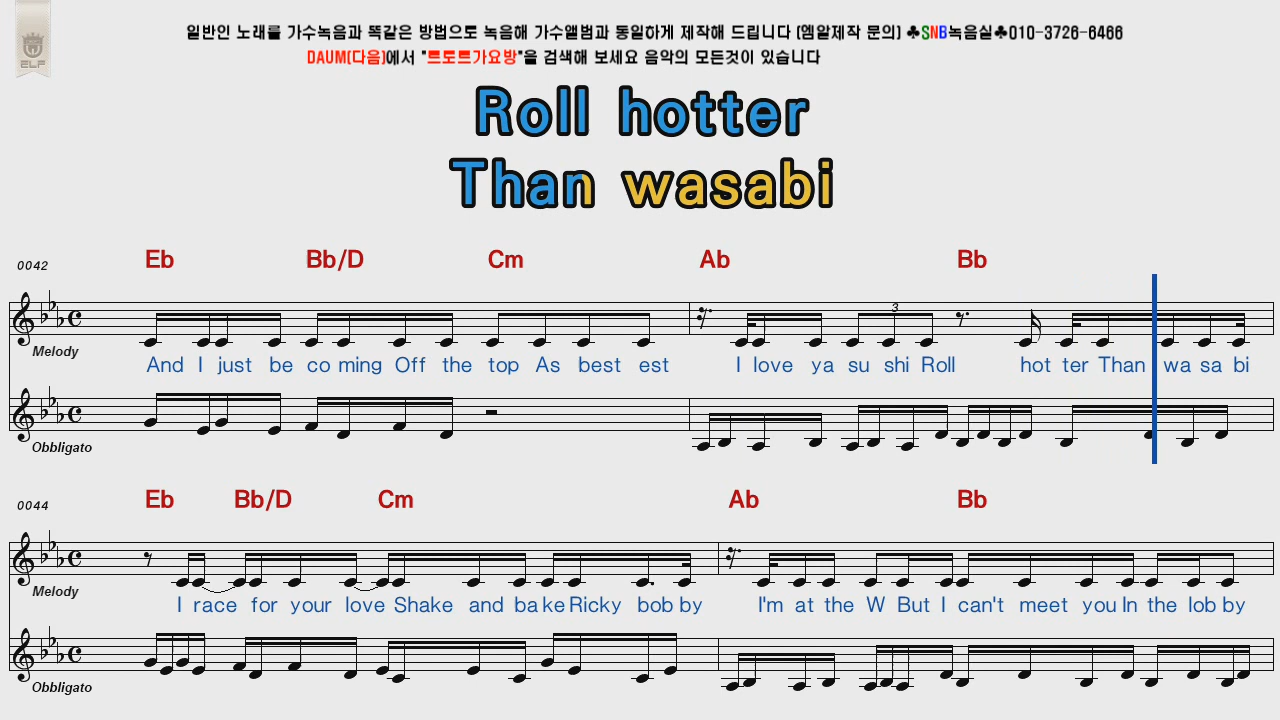 일반인 노래를 가수녹음과 똑같은 방법으로 녹음해 가수앨범과 동일하게 제작해 드립니다 (엠알제작 문의) ♣SNB녹음실♣010-3726-6466
DAUM(다음)에서 "트로트가요방"을 검색해 보세요 음악의 모든것이 있습니다
ELF
Roll hotter
Than wasabi
Eb Bb/D Cm Ab Bb
0042
3
Melody
And I just be co ming Off the top As best est I love ya su shi Roll hot ter Than wa sa bi
Obbligato
Eb Bb/D Cm Ab Bb
0044
Melody
I race for your love Shake and ba ke Ricky bob by I'm at the W But I can't meet you In the lob by
Obbligato